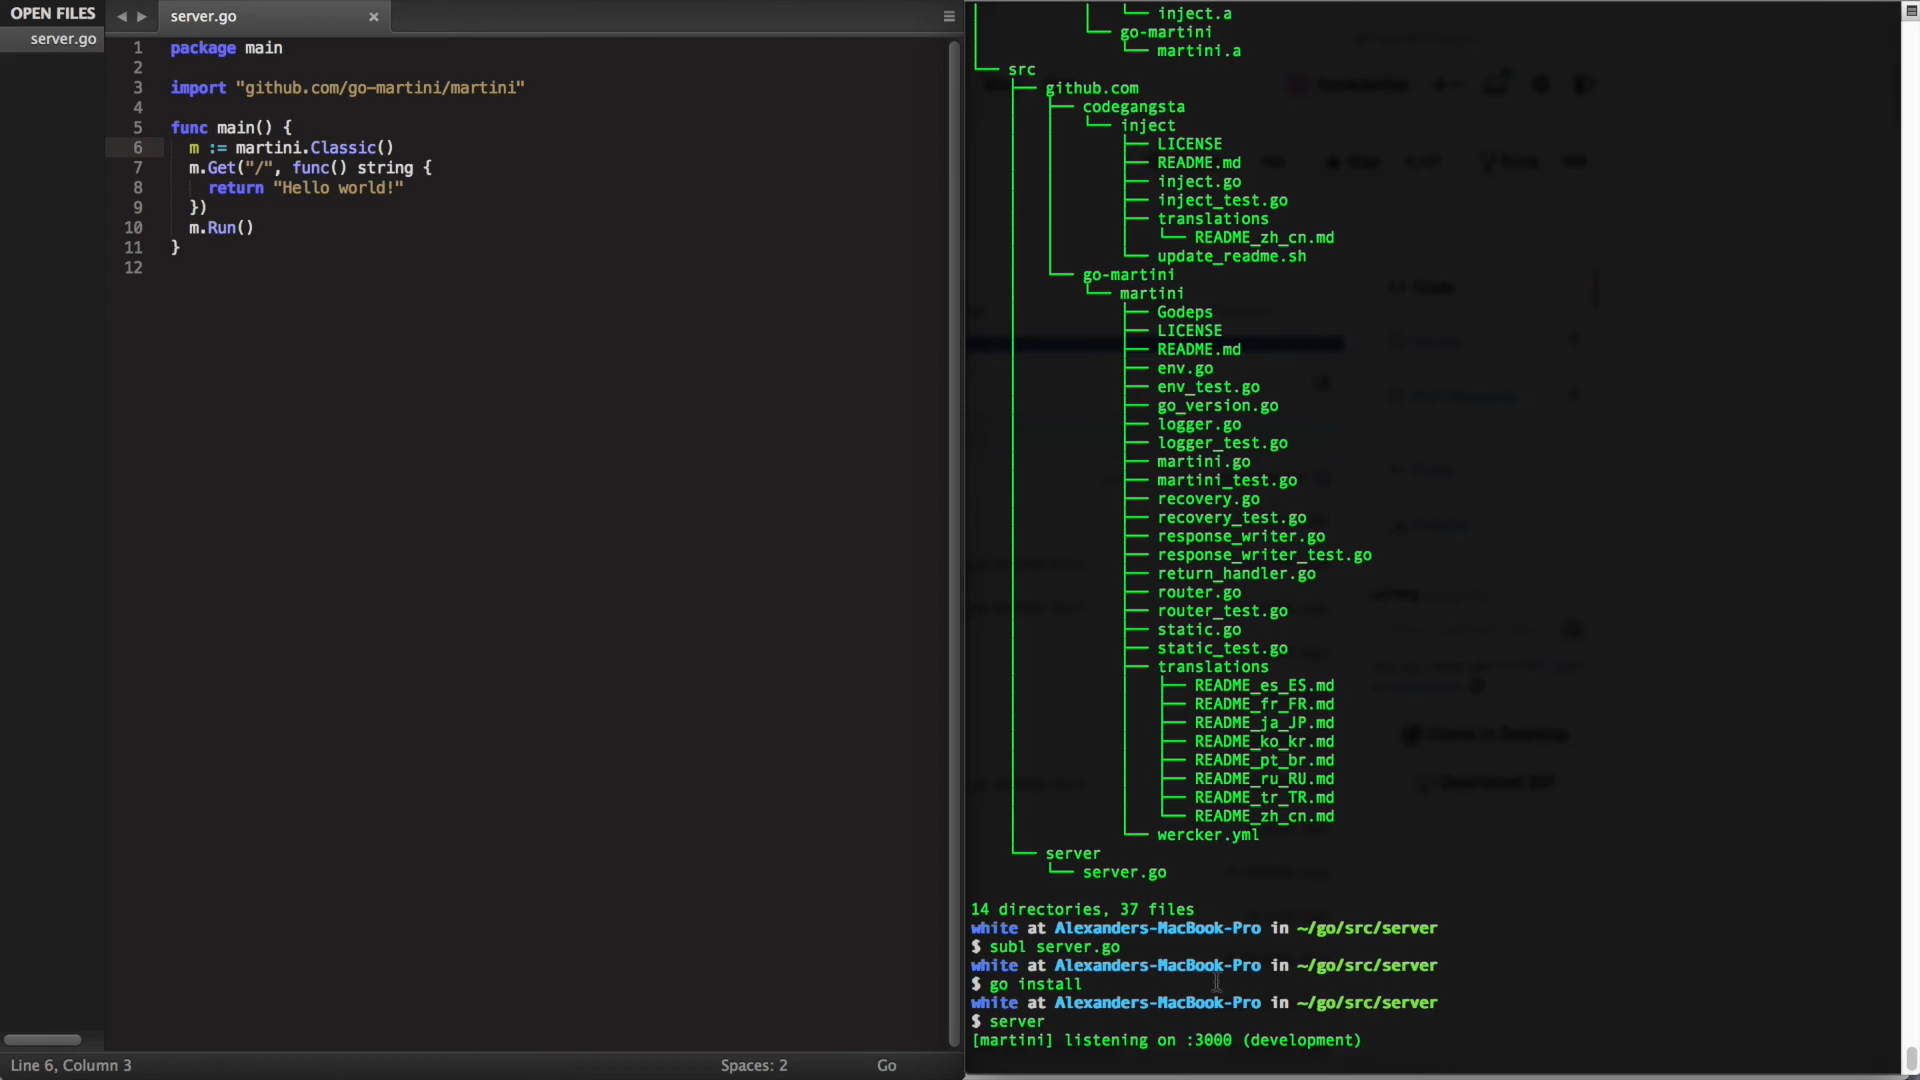 OPEN FILES
server.go
server.go
1 package main
2
3 import "github.com/go-martini/martini"
4
5 func main() {
6 m := martini.Classic()
7 m.Get("/", func() string {
8 return "Hello world!"
9 })
10 m.Run()
11 }
12
Line 6, Column 3
Spaces: 2
Go
└── inject.a
└── go-martini
└── martini.a
└── src
├── github.com
├── codegangsta
└── inject
├── LICENSE
├── README.md
├── inject.go
├── inject_test.go
├── translations
└── README_zh_cn.md
└── update_readme.sh
└── go-martini
└── martini
├── Godeps
├── LICENSE
├── README.md
├── env.go
├── env_test.go
├── go_version.go
├── logger.go
├── logger_test.go
├── martini.go
├── martini_test.go
├── recovery.go
├── recovery_test.go
├── response_writer.go
├── response_writer_test.go
├── return_handler.go
├── router.go
├── router_test.go
├── static.go
├── static_test.go
├── translations
├── README_es_ES.md
├── README_fr_FR.md
├── README_ja_JP.md
├── README_ko_kr.md
├── README_pt_br.md
├── README_ru_RU.md
├── README_tr_TR.md
└── README_zh_cn.md
└── wercker.yml
└── server
└── server.go
14 directories, 37 files
white at Alexanders-MacBook-Pro in ~/go/src/server
$ subl server.go
white at Alexanders-MacBook-Pro in ~/go/src/server
$ go install
white at Alexanders-MacBook-Pro in ~/go/src/server
$ server
[martini] listening on :3000 (development)